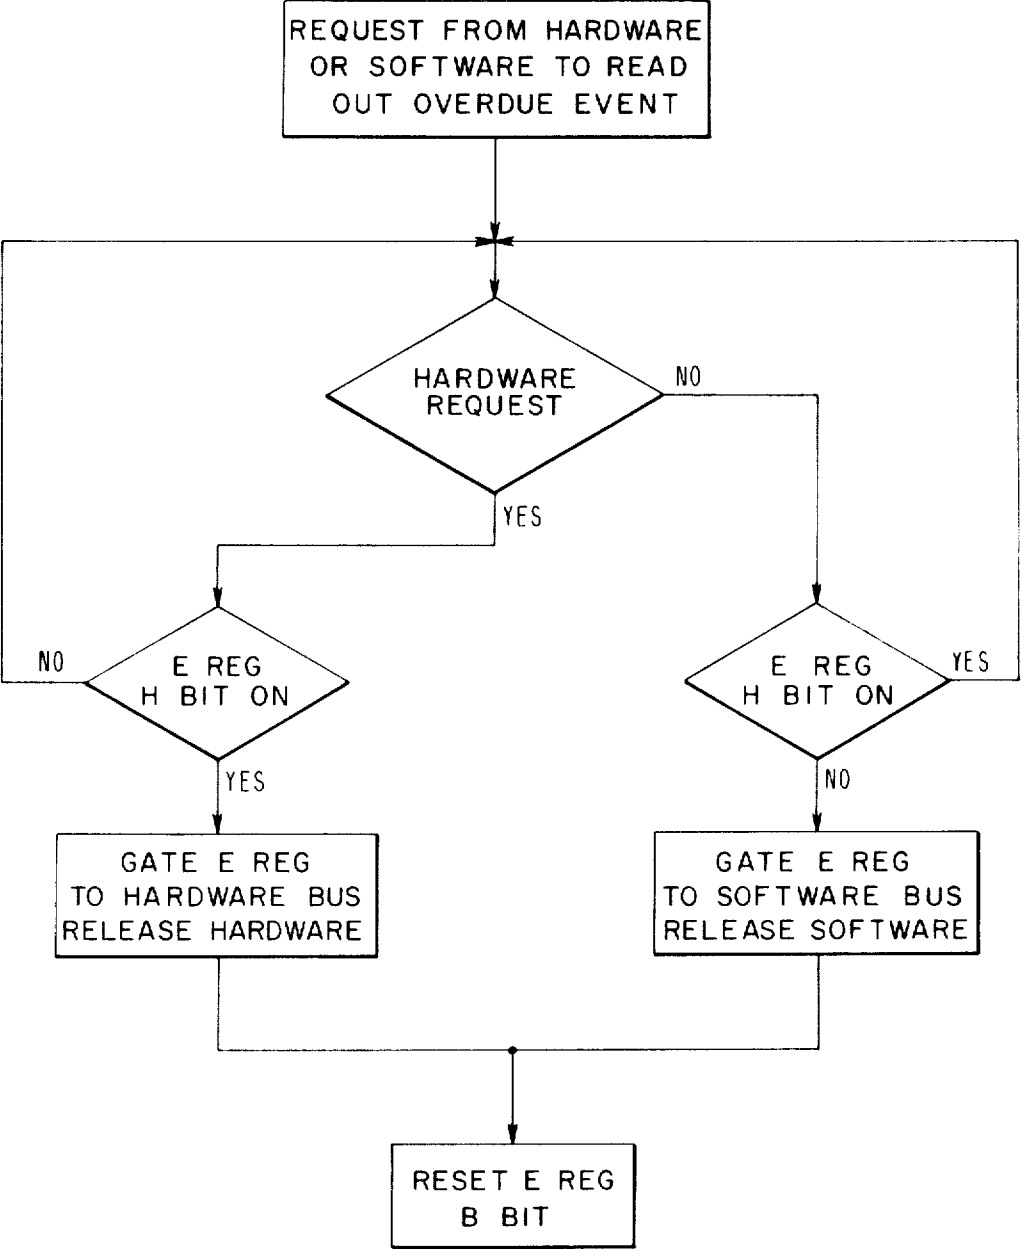 REQUEST FROM HARDWARE
OR SOFTWARE TO READ
OUT OVERDUE EVENT
HARDWARE
REQUEST
NO
YES
NO
E REG
H BIT ON
YES
E REG
H BIT ON
YES
NO
GATE E REG
TO HARDWARE BUS
RELEASE HARDWARE
GATE E REG
TO SOFTWARE BUS
RELEASE SOFTWARE
RESET E REG
B BIT